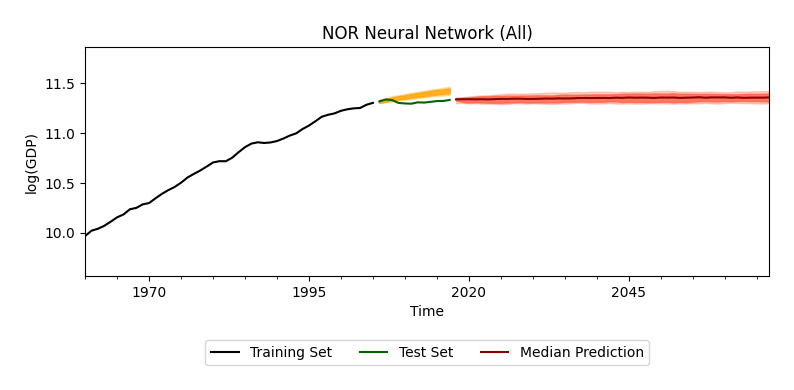 NOR Neural Network (All)
log(GDP)
11.5
11.0
10.5
10.0
1970 1995 2020 2045
Time
Training Set Test Set Median Prediction